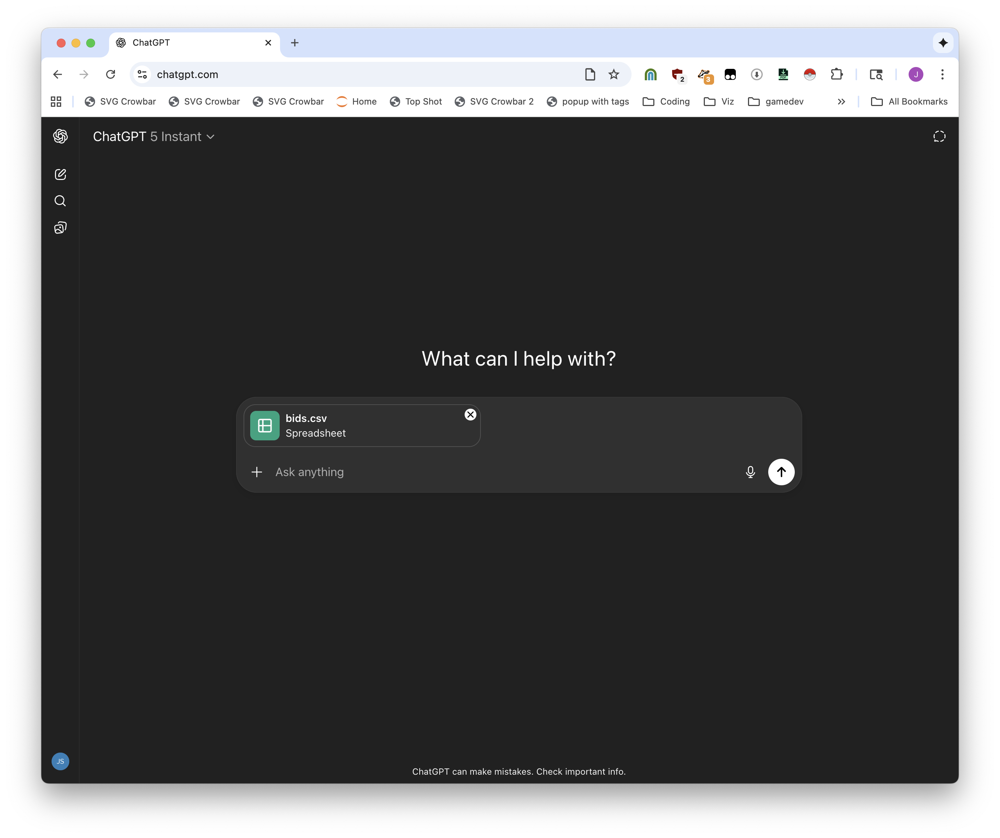 ChatGPT
chatgpt.com
2
3
J
SVG Crowbar
SVG Crowbar
SVG Crowbar
Home
Top Shot
SVG Crowbar 2
popup with tags
Coding
Viz
gamedev
All Bookmarks
ChatGPT 5 Instant
What can I help with?
bids.csv
Spreadsheet
Ask anything
JS
ChatGPT can make mistakes. Check important info.